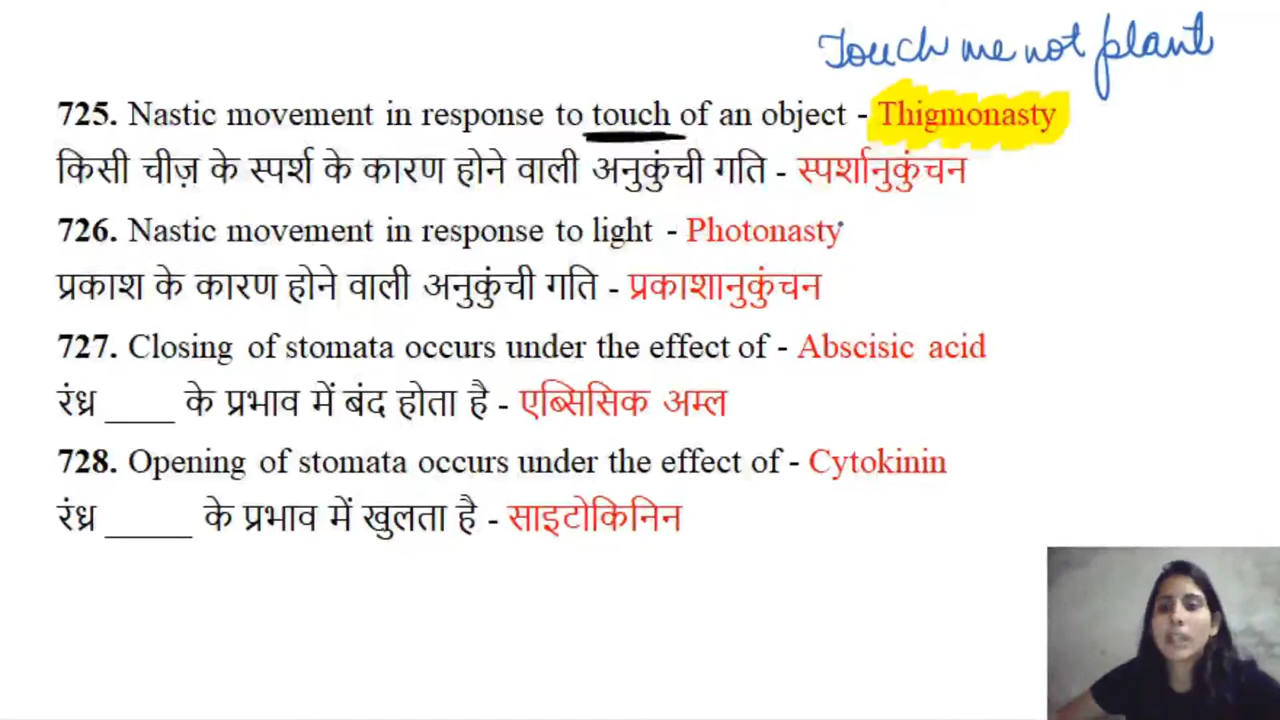 Touch me not plant
725. Nastic movement in response to touch of an object - Thigmonasty
किसी चीज़ के स्पर्श के कारण होने वाली अनुकुंची गति - स्पर्शानुकुंचन
726. Nastic movement in response to light - Photonasty
प्रकाश के कारण होने वाली अनुकुंची गति - प्रकाशानुकुंचन
727. Closing of stomata occurs under the effect of - Abscisic acid
रंध्र ____ के प्रभाव में बंद होता है - एब्सिसिक अम्ल
728. Opening of stomata occurs under the effect of - Cytokinin
रंध्र _____ के प्रभाव में खुलता है - साइटोकिनिन